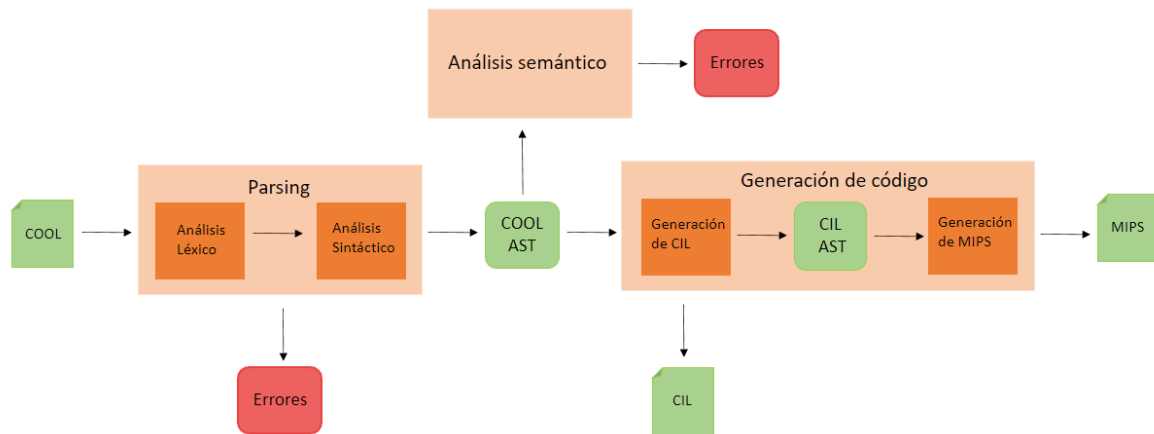 Análisis semántico
Errores
Parsing
Generación de código
COOL
Análisis
Léxico
Análisis
Sintáctico
COOL
AST
Generación
de CIL
CIL
AST
Generación
de MIPS
MIPS
Errores
CIL